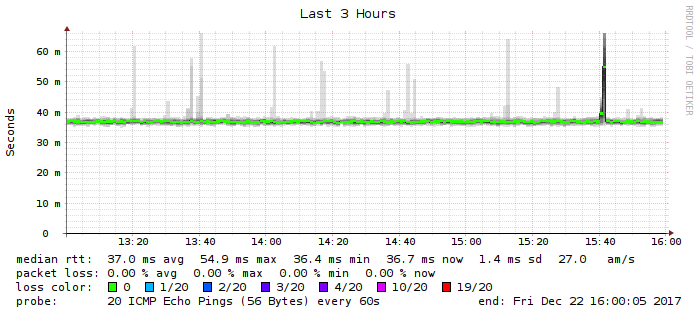 Last 3 Hours
RRDTOOL / TOBI OETIKER
Seconds
60 m
50 m
40 m
30 m
20 m
10 m
0
13:20 13:40 14:00 14:20 14:40 15:00 15:20 15:40 16:00
median rtt: 37.0 ms avg 54.9 ms max 36.4 ms min 36.7 ms now 1.4 ms sd 27.0 am/s
packet loss: 0.00 % avg 0.00 % max 0.00 % min 0.00 % now
loss color: 0 1/20 2/20 3/20 4/20 10/20 19/20
probe: 20 ICMP Echo Pings (56 Bytes) every 60s end: Fri Dec 22 16:00:05 2017